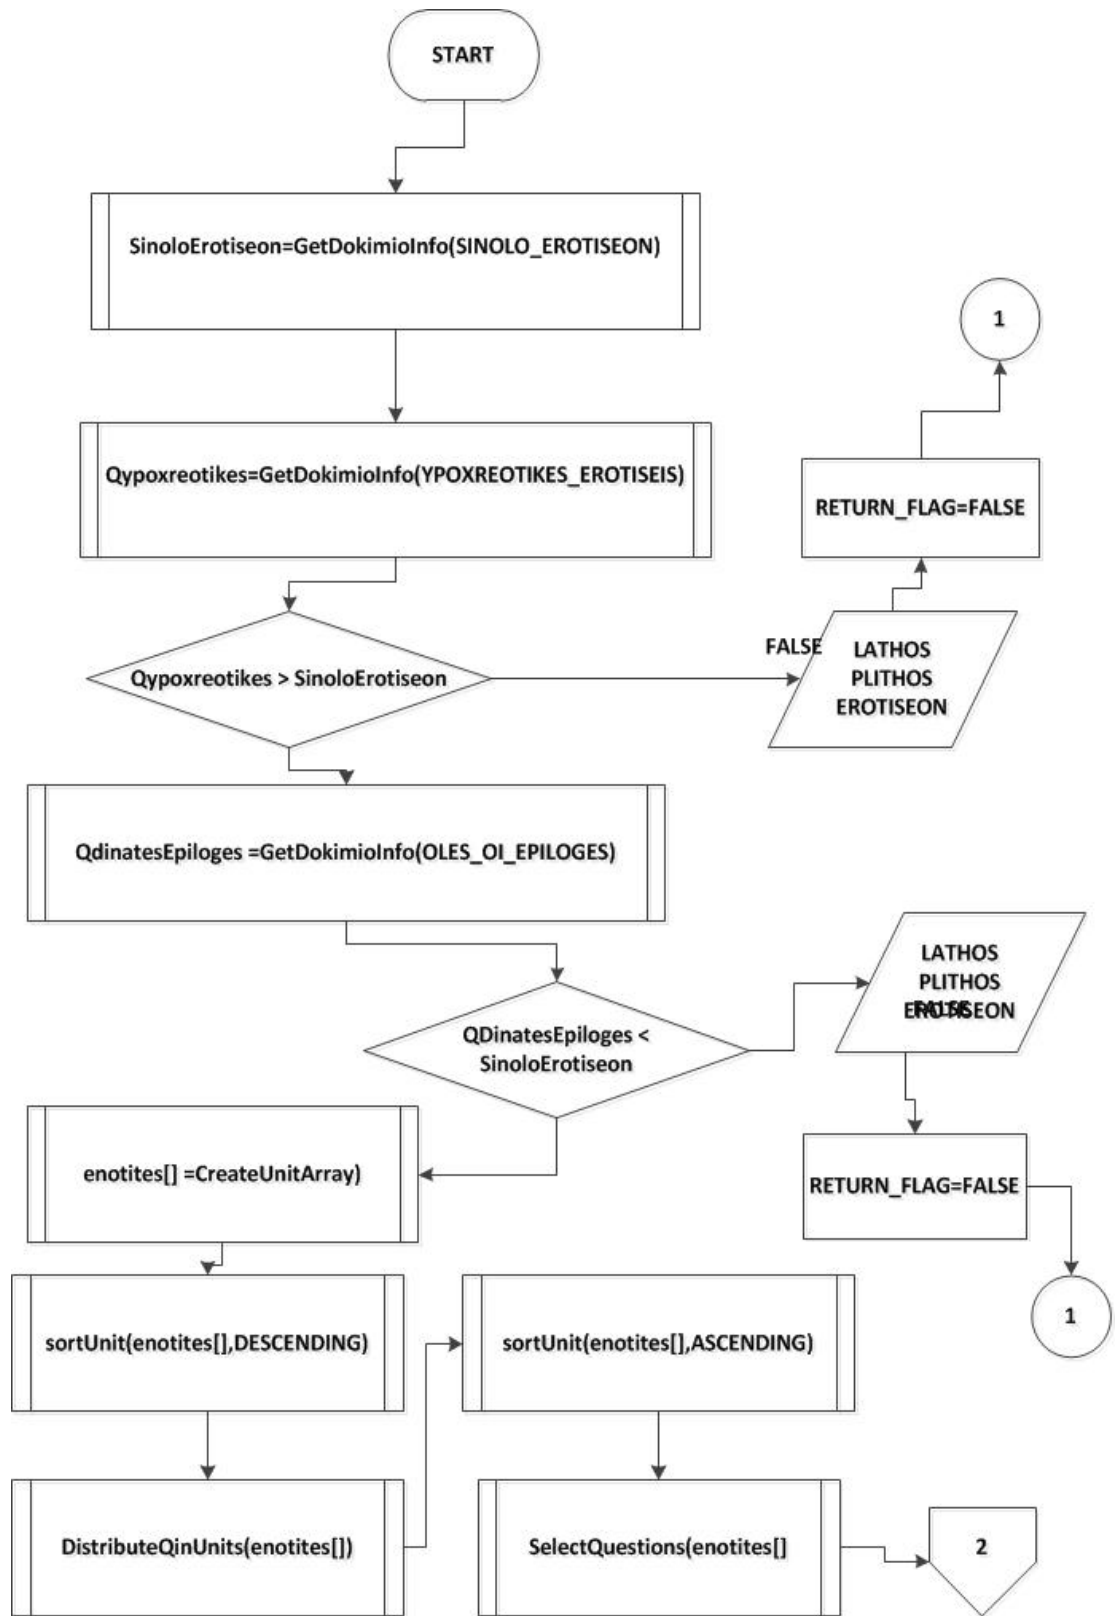 START
SinoloErotiseon=GetDokimioInfo(SINOLO_EROTISEON)
1
Qypoxreotikes=GetDokimioInfo(YPOXREOTIKES_EROTISEIS)
RETURN_FLAG=FALSE
Qypoxreotikes > SinoloErotiseon
FALSE
LATHOS
PLITHOS
EROTISEON
QdinatesEpiloges =GetDokimioInfo(OLES_OI_EPILOGES)
QDinatesEpiloges <
SinoloErotiseon
LATHOS
PLITHOS
EROTISEON
FALSE
enotites[] =CreateUnitArray)
RETURN_FLAG=FALSE
1
sortUnit(enotites[],DESCENDING)
sortUnit(enotites[],ASCENDING)
DistributeQinUnits(enotites[])
SelectQuestions(enotites[]
2